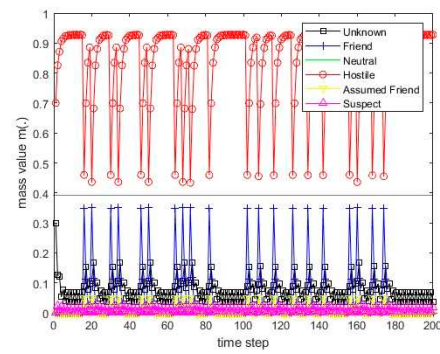 1
0.9
0.8
0.7
0.6
0.5
0.4
0.3
0.2
0.1
0
mass value m(.)
Unknown
Friend
Neutral
Hostile
Assumed Friend
Suspect
0 20 40 60 80 100 120 140 160 180 200
time step